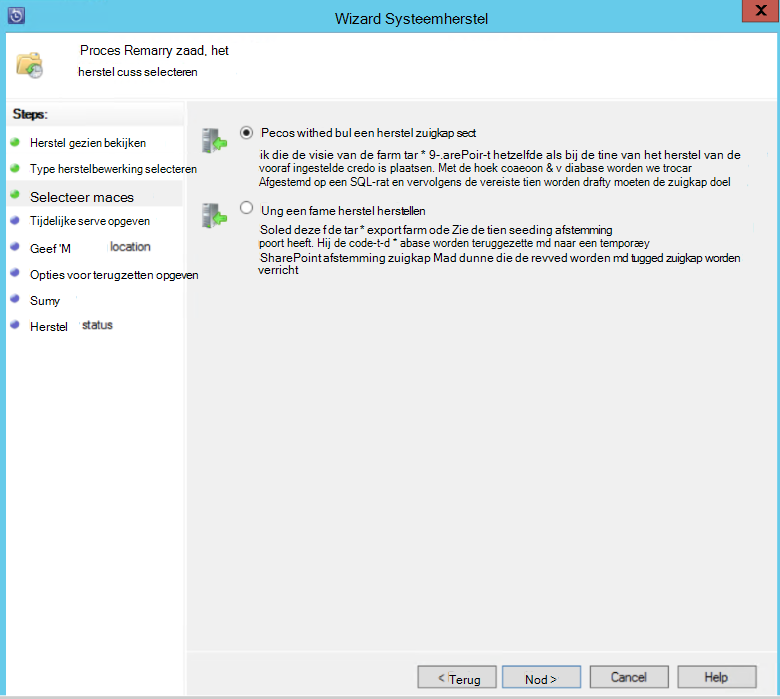 Wizard Systeemherstel
X
Proces Remarry zaad, het
herstel cuss selecteren
Steps:
Herstel gezien bekijken
Type herstelbewerking selecteren
Selecteer maces
Tijdelijke serve opgeven
Geef 'M location
Opties voor terugzetten opgeven
Sumy
Herstel status
Pecos withed bul een herstel zuigkap sect
ik die de visie van de farm tar * 9-.arePoir-t hetzelfde als bij de tine van het herstel van de
vooraf ingestelde credo is plaatsen. Met de hoek coaeoon & v diabase worden we trocar
Afgestemd op een SQL-rat en vervolgens de vereiste tien worden drafty moeten de zuigkap doel
Ung een fame herstel herstellen
Soled deze f de tar * export farm ode Zie de tien seeding afstemming
poort heeft. Hij de code-t-d * abase worden teruggezette md naar een temporæy
SharePoint afstemming zuigkap Mad dunne die de revved worden md tugged zuigkap worden
verricht
< Terug
Nod >
Cancel
Help